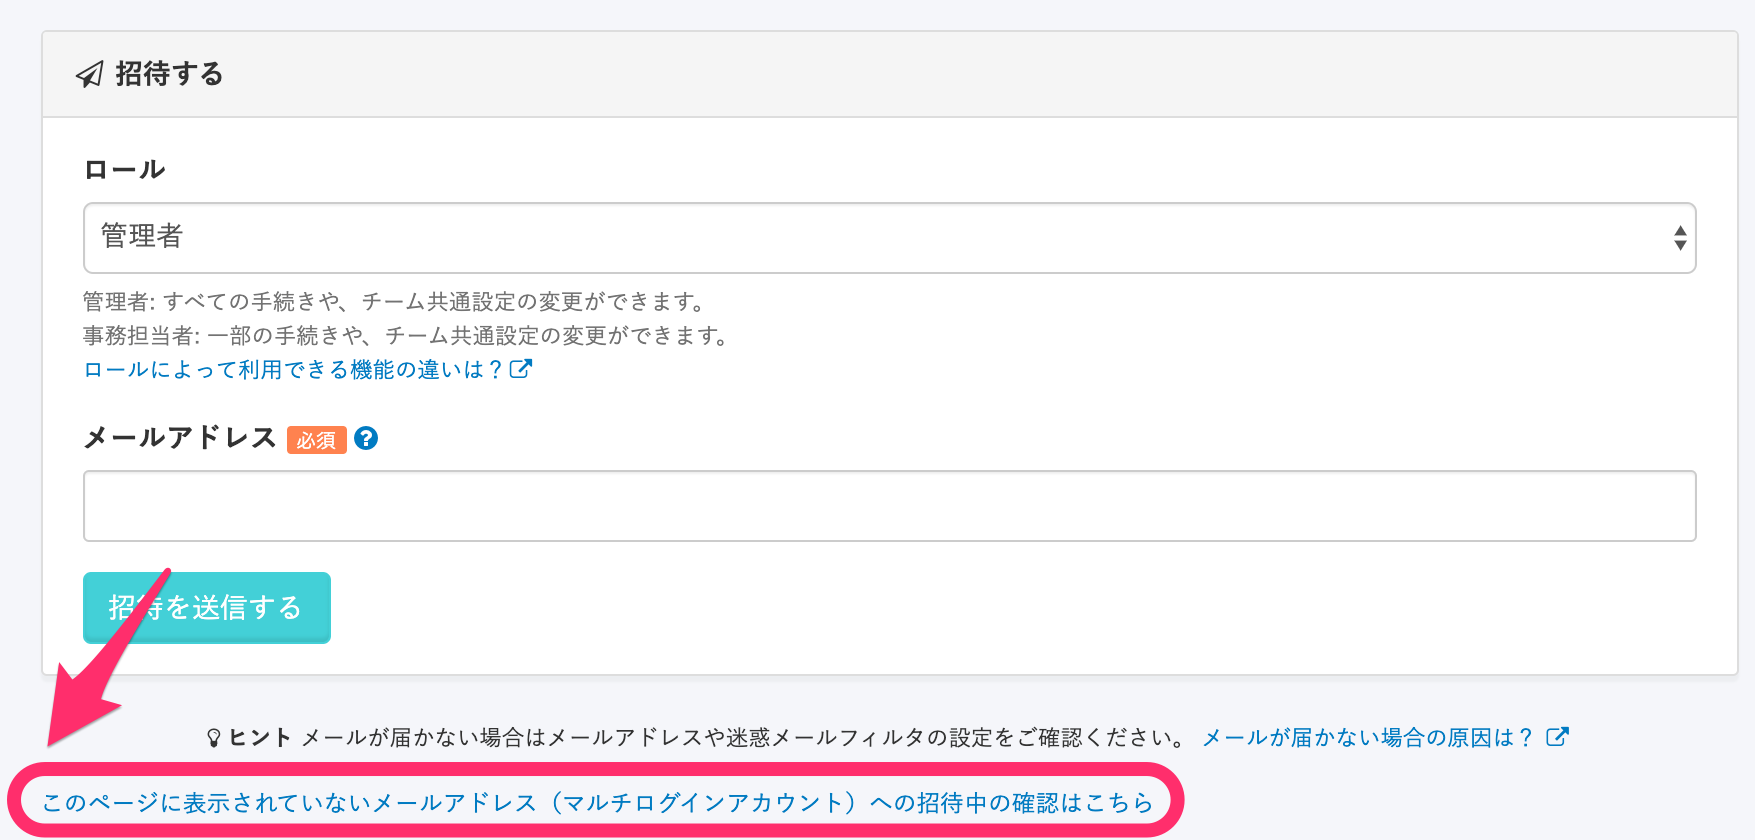 招待する
ロール
管理者
管理者: すべての手続きや、チーム共通設定の変更ができます。
事務担当者: 一部の手続きや、チーム共通設定の変更ができます。
ロールによって利用できる機能の違いは？
メールアドレス 必須 ?
招待を送信する
ヒント メールが届かない場合はメールアドレスや迷惑メールフィルタの設定をご確認ください。 メールが届かない場合の原因は？
このページに表示されていないメールアドレス（マルチログインアカウント）への招待中の確認はこちら